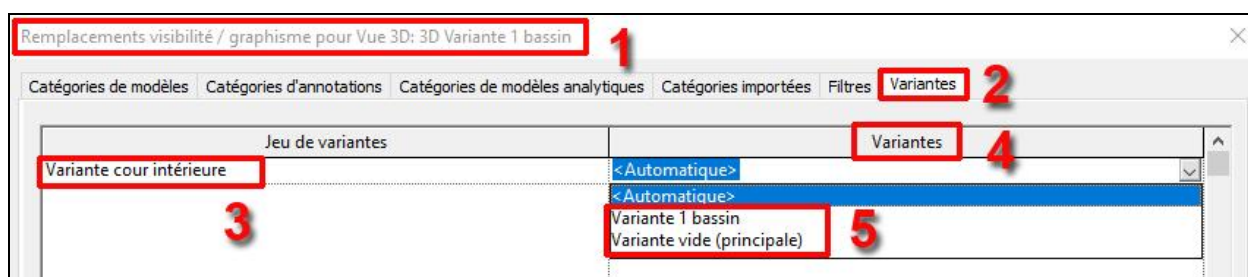 Remplacements visibilité / graphisme pour Vue 3D: 3D Variante 1 bassin
1
Catégories de modèles Catégories d'annotations Catégories de modèles analytiques Catégories importées Filtres Variantes 2
Jeu de variantes Variantes 4
Variante cour intérieure <Automatique>
<Automatique>
3 Variante 1 bassin 5
Variante vide (principale)